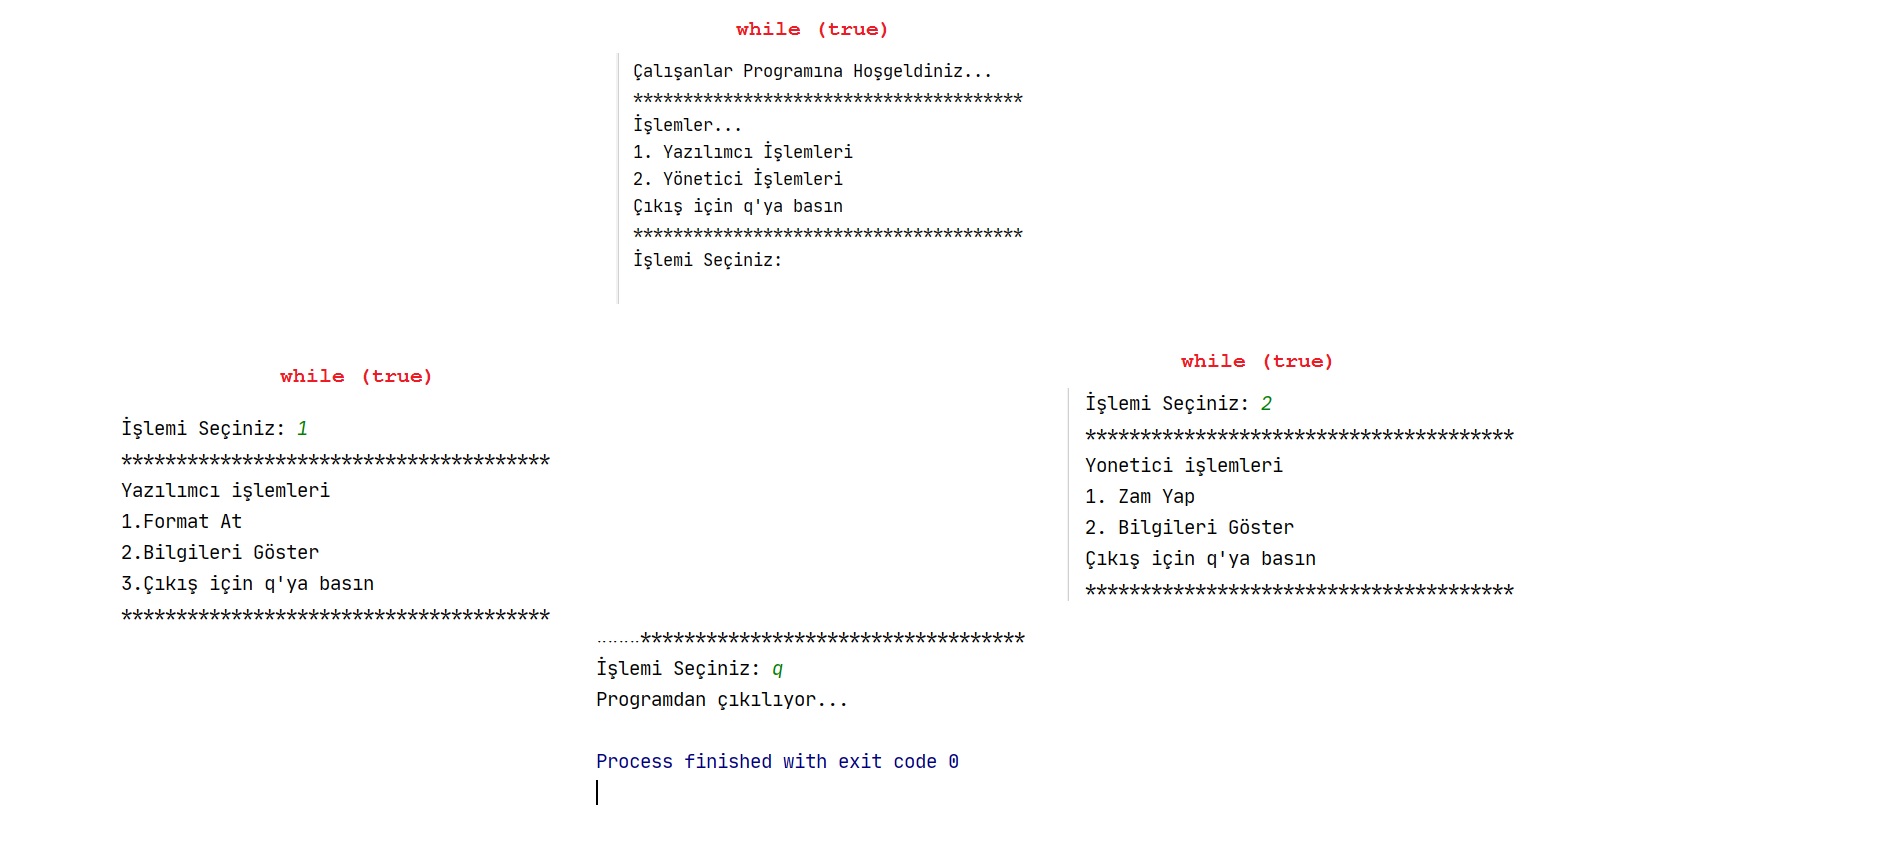 while (true)
Çalışanlar Programına Hoşgeldiniz...
***************************************
İşlemler...
1. Yazılımcı İşlemleri
2. Yönetici İşlemleri
Çıkış için q'ya basın
***************************************
İşlemi Seçiniz:
while (true)
İşlemi Seçiniz: 1
***************************************
Yazılımcı işlemleri
1.Format At
2.Bilgileri Göster
3.Çıkış için q'ya basın
***************************************
while (true)
İşlemi Seçiniz: 2
***************************************
Yonetici işlemleri
1. Zam Yap
2. Bilgileri Göster
Çıkış için q'ya basın
***************************************
***********************************
İşlemi Seçiniz: q
Programdan çıkılıyor...
Process finished with exit code 0